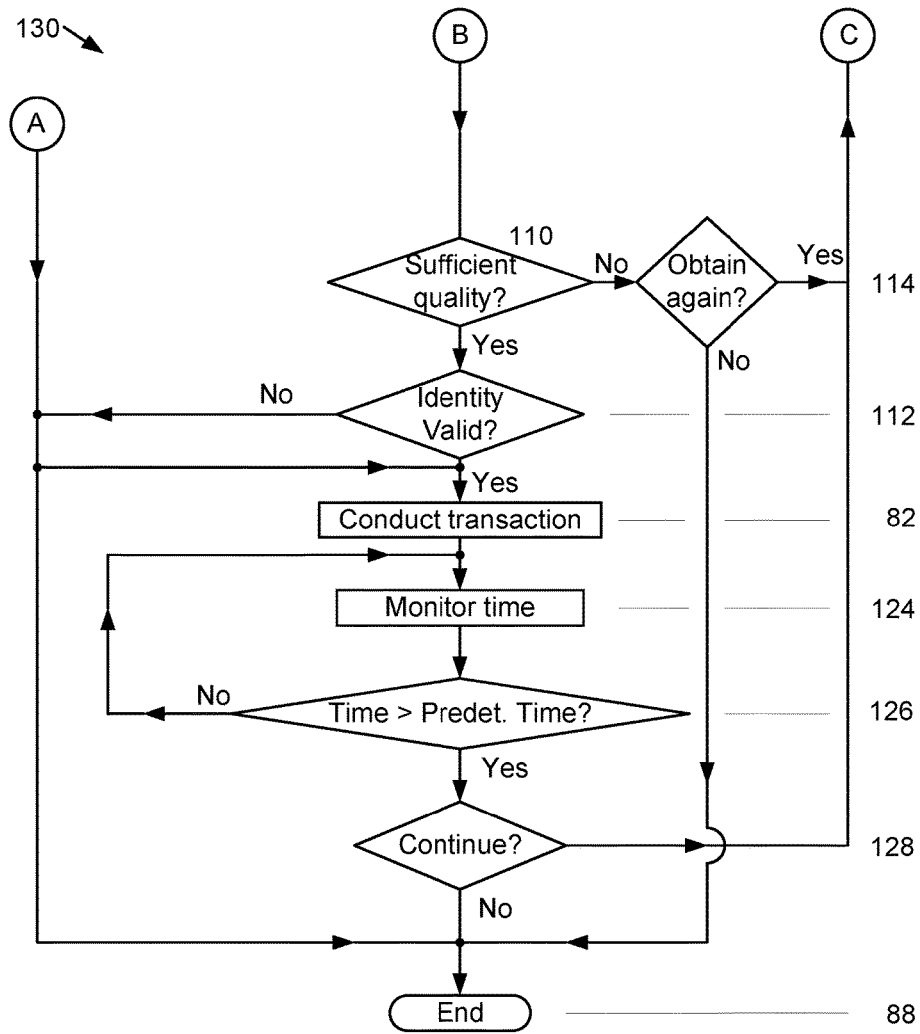 130
B
C
A
110
Sufficient
quality?
No
Obtain
again?
Yes
114
Yes
No
No
Identity
Valid?
112
Yes
Conduct transaction
82
Monitor time
124
No
Time > Predet. Time?
126
Yes
Continue?
128
No
End
88